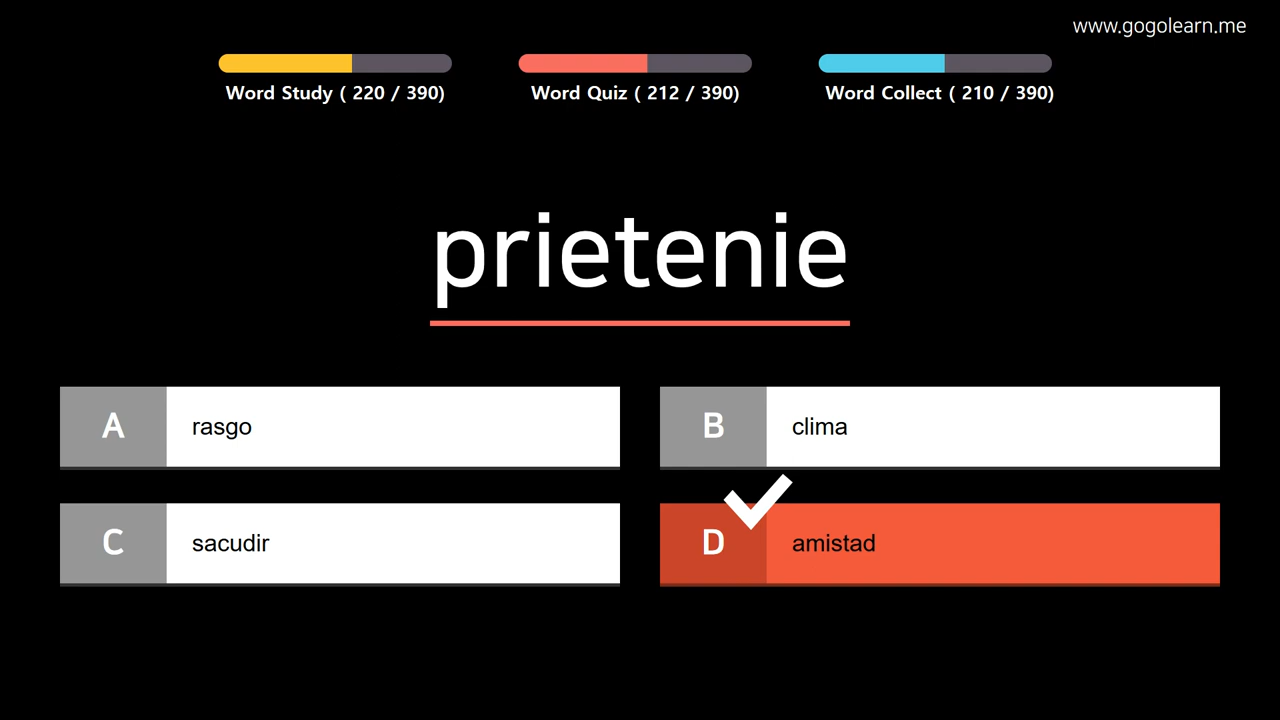 www.gogolearn.me
Word Study ( 220 / 390)
Word Quiz ( 212 / 390)
Word Collect ( 210 / 390)
prietenie
A rasgo
B clima
C sacudir
D amistad